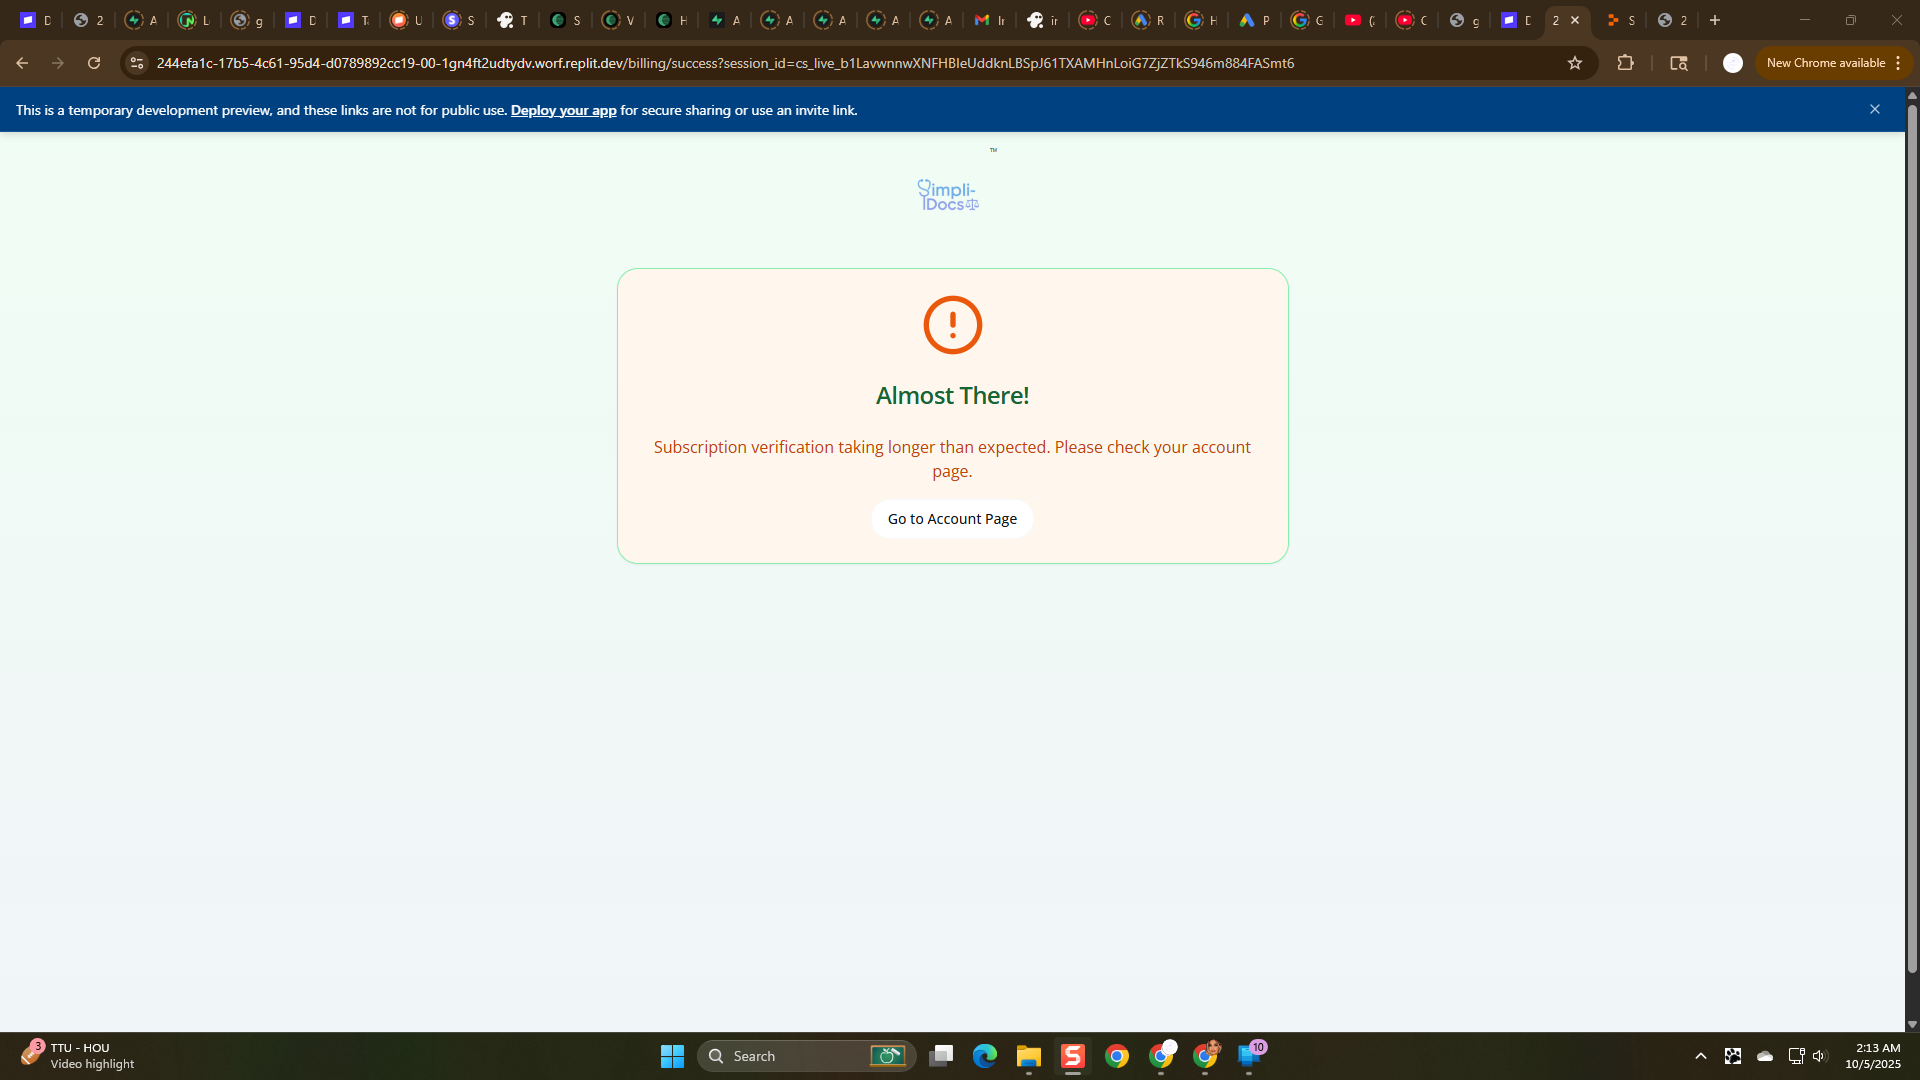 D
2
A
L
g
D
T
U
S
T
S
V
H
A
A
A
A
A
Ir
ir
C
R
H
P
G
(2
C
g
D
2
S
2
244efa1c-17b5-4c61-95d4-d0789892cc19-00-1gn4ft2udtydv.worf.replit.dev/billing/success?session_id=cs_live_b1LavwnnwXNFHBIeUddknLBSpJ61TXAMHnLoiG7ZjZTkS946m884FASmt6
New Chrome available
This is a temporary development preview, and these links are not for public use. Deploy your app for secure sharing or use an invite link.
TM
Simpli-
Docs
Almost There!
Subscription verification taking longer than expected. Please check your account
page.
Go to Account Page
3
TTU - HOU
Video highlight
Search
10
2:13 AM
10/5/2025